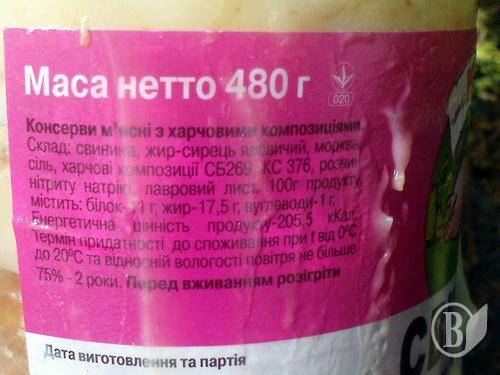 Маса нетто 480 г
020
Консерви м'ясні з харчовими композиціями.
Склад: свинина, жир-сирець яловичий, морква
сіль, харчові композиції СБ269, КС 376, розчин
нітриту натрію, лавровий лист. 100г продукту
містить: білок- 1 г; жир-17,5 г, вуглеводи-1 г.
Енергетична цінність продукту-205,5 кКал.
Термін придатності до споживання при t від 0°С
до 20°С та відносній вологості повітря не більше
75% - 2 роки. Перед вживанням розігріти
Дата виготовлення та партія
В